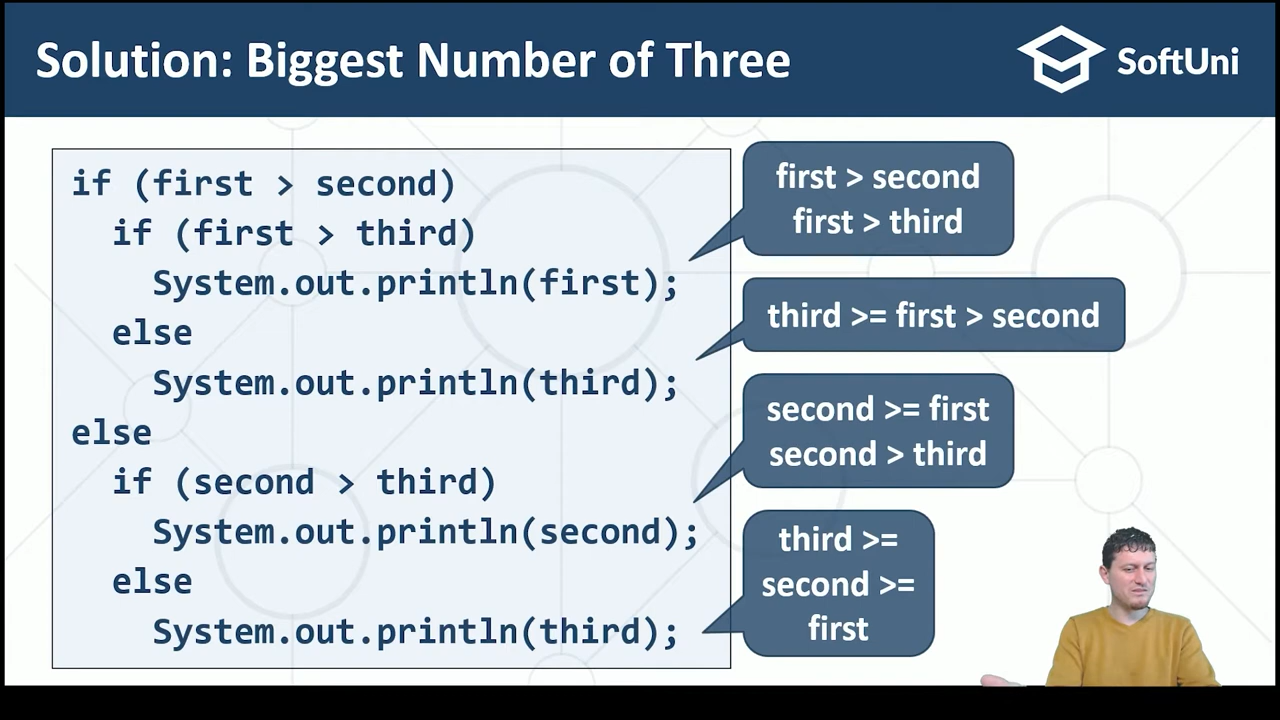 Solution: Biggest Number of Three
SoftUni
if (first > second)
if (first > third)
System.out.println(first);
else
System.out.println(third);
else
if (second > third)
System.out.println(second);
else
System.out.println(third);
first > second
first > third
third >= first > second
second >= first
second > third
third >=
second >=
first